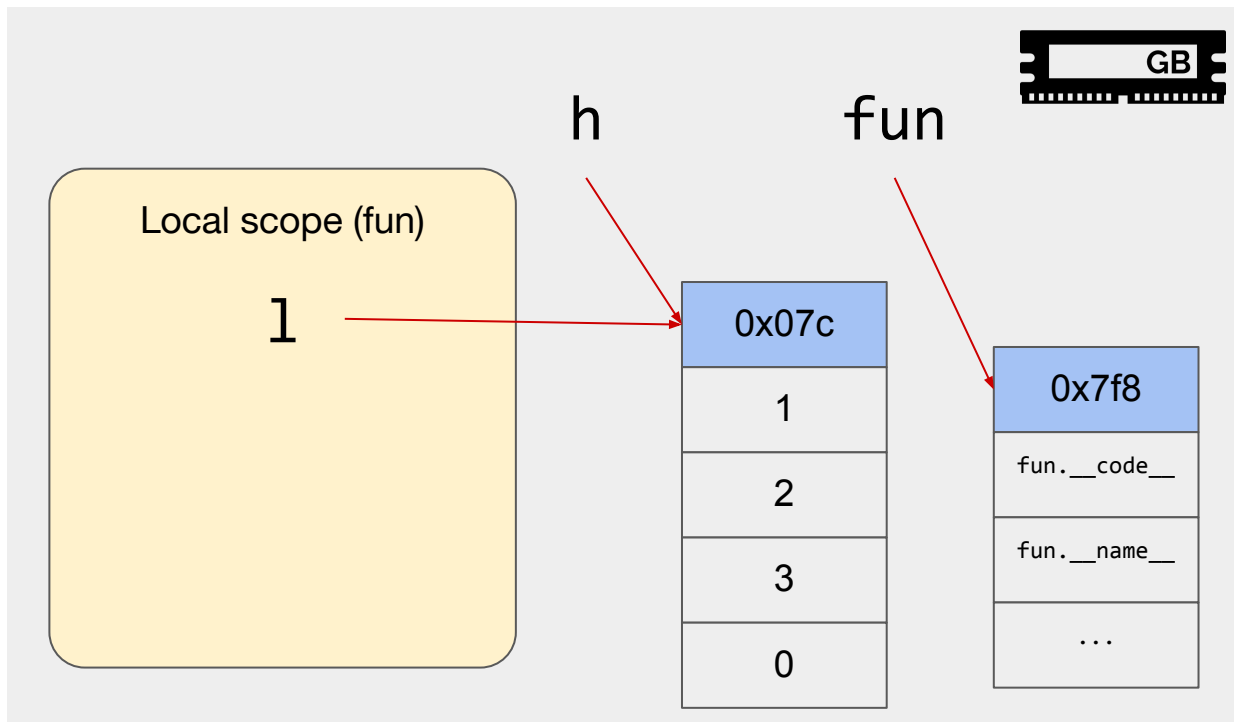 GB
h
fun
Local scope (fun)
l
0x07c
1
2
3
0
0x7f8
fun.__code__
fun.__name__
...